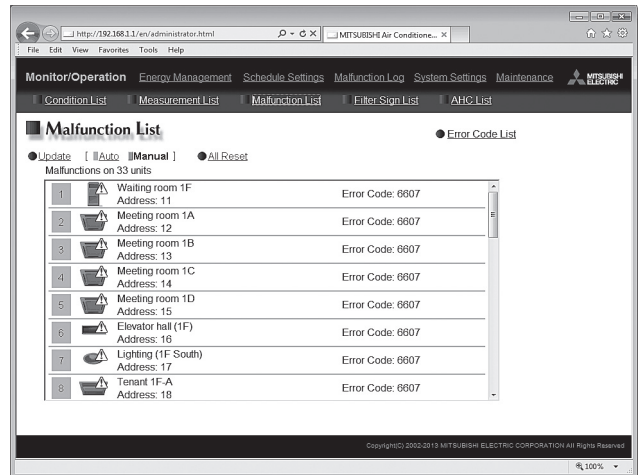 http://192.168.1.1/en/administrator.html
MITSUBISHI Air Conditione...
File Edit View Favorites Tools Help
Monitor/Operation Energy Management Schedule Settings Malfunction Log System Settings Maintenance MITSUBISHI ELECTRIC
Condition List Measurement List Malfunction List Filter Sign List AHC List
Malfunction List
Error Code List
Update [ Auto Manual ] All Reset
Malfunctions on 33 units
1 Waiting room 1F Error Code: 6607
Address: 11
2 Meeting room 1A Error Code: 6607
Address: 12
3 Meeting room 1B Error Code: 6607
Address: 13
4 Meeting room 1C Error Code: 6607
Address: 14
5 Meeting room 1D Error Code: 6607
Address: 15
6 Elevator hall (1F) Error Code: 6607
Address: 16
7 Lighting (1F South) Error Code: 6607
Address: 17
8 Tenant 1F-A Error Code: 6607
Address: 18
Copyright(C) 2002-2013 MITSUBISHI ELECTRIC CORPORATION All Rights Reserved
100%